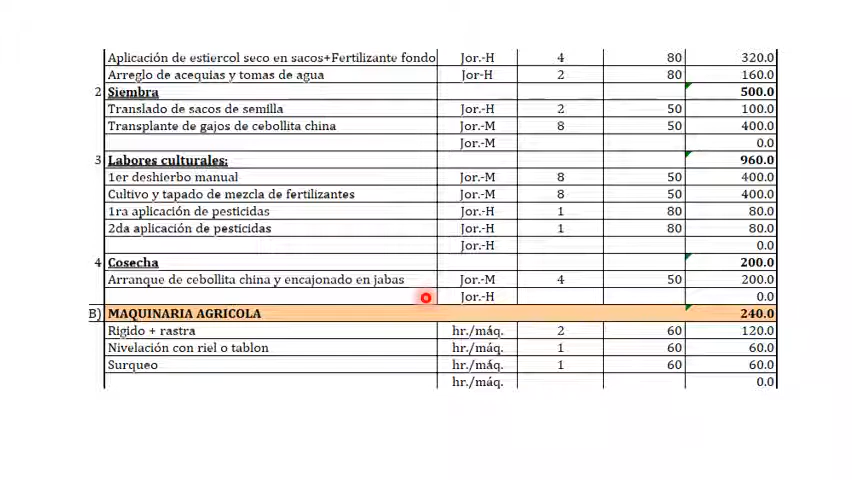 Aplicación de estiercol seco en sacos+Fertilizante fondo Jor.-H 4 80 320.0
Arreglo de acequias y tomas de agua Jor-H 2 80 160.0
2 Siembra 500.0
Translado de sacos de semilla Jor.-H 2 50 100.0
Transplante de gajos de cebollita china Jor.-M 8 50 400.0
Jor.-M 0.0
3 Labores culturales: 960.0
1er deshierbo manual Jor.-M 8 50 400.0
Cultivo y tapado de mezcla de fertilizantes Jor.-M 8 50 400.0
1ra aplicación de pesticidas Jor.-H 1 80 80.0
2da aplicación de pesticidas Jor.-H 1 80 80.0
Jor.-H 0.0
4 Cosecha 200.0
Arranque de cebollita china y encajonado en jabas Jor.-M 4 50 200.0
Jor.-H 0.0
B) MAQUINARIA AGRICOLA 240.0
Rigido + rastra hr./máq. 2 60 120.0
Nivelación con riel o tablon hr./máq. 1 60 60.0
Surqueo hr./máq. 1 60 60.0
hr./máq. 0.0